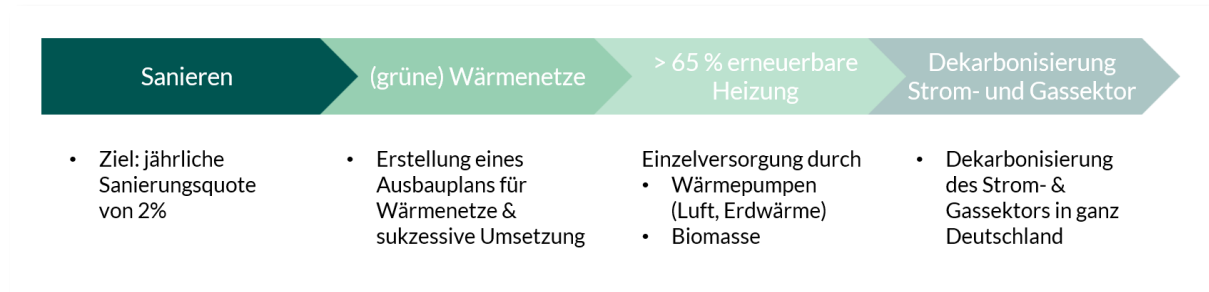 Sanieren
(grüne) Wärmenetze
> 65 % erneuerbare
Heizung
Dekarbonisierung
Strom- und Gassektor
• Ziel: jährliche
Sanierungsquote
von 2%
• Erstellung eines
Ausbauplans für
Wärmenetze &
sukzessive Umsetzung
Einzelversorgung durch
• Wärmepumpen
(Luft, Erdwärme)
• Biomasse
• Dekarbonisierung
des Strom- &
Gassektors in ganz
Deutschland